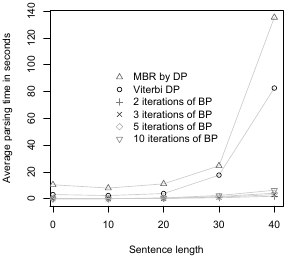 Average parsing time in seconds
140
120
100
80
60
40
20
0
MBR by DP
Viterbi DP
2 iterations of BP
3 iterations of BP
5 iterations of BP
10 iterations of BP
0 10 20 30 40
Sentence length